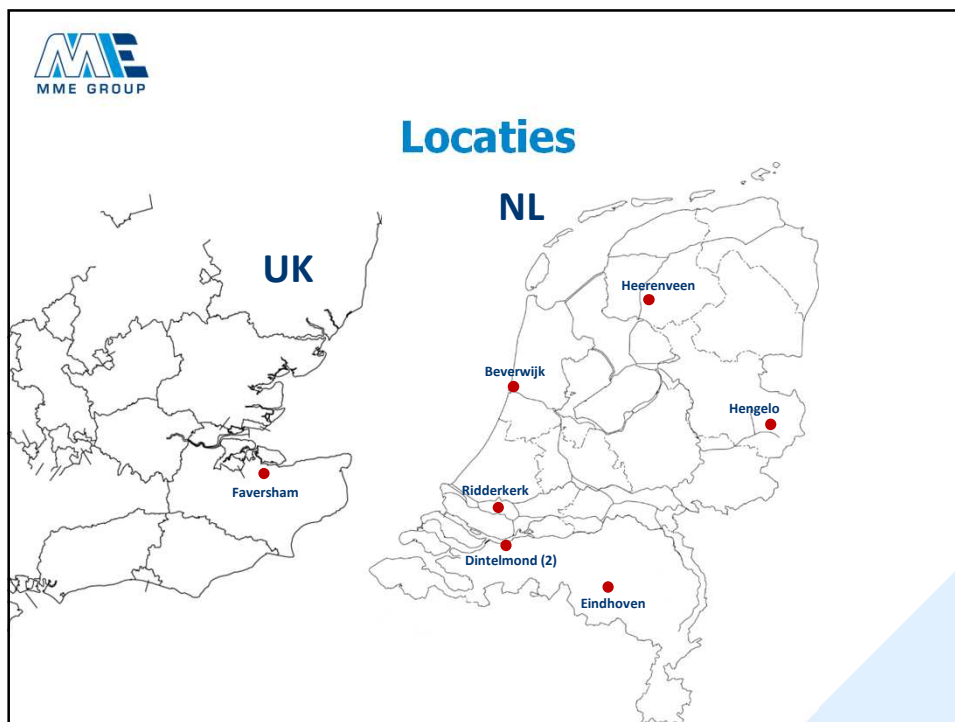 MME GROUP
Locaties
NL
UK
Heerenveen
Beverwijk
Hengelo
Faversham
Ridderkerk
Dintelmond (2)
Eindhoven